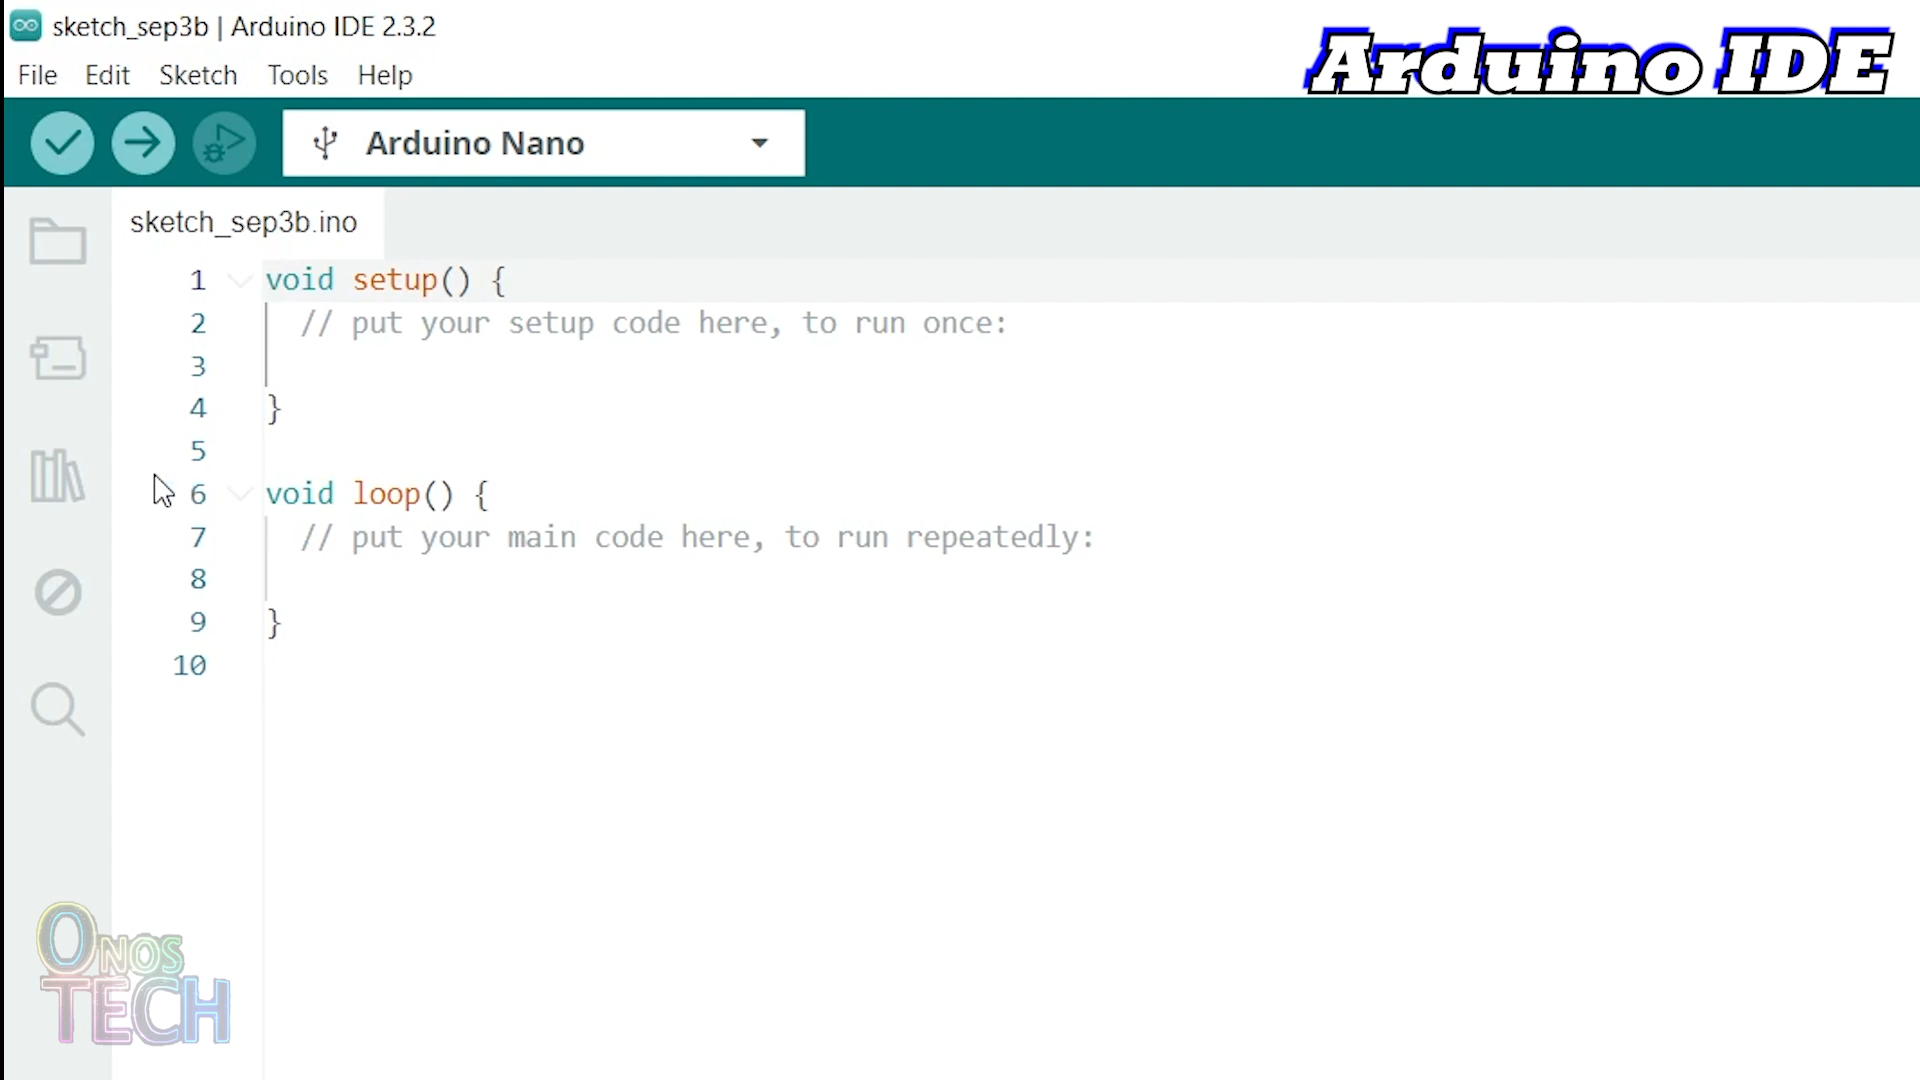 sketch_sep3b | Arduino IDE 2.3.2
Arduino IDE
File Edit Sketch Tools Help
Arduino Nano
sketch_sep3b.ino
1 void setup() {
2 // put your setup code here, to run once:
3
4 }
5
6 void loop() {
7 // put your main code here, to run repeatedly:
8
9 }
10
ONOS
TECH